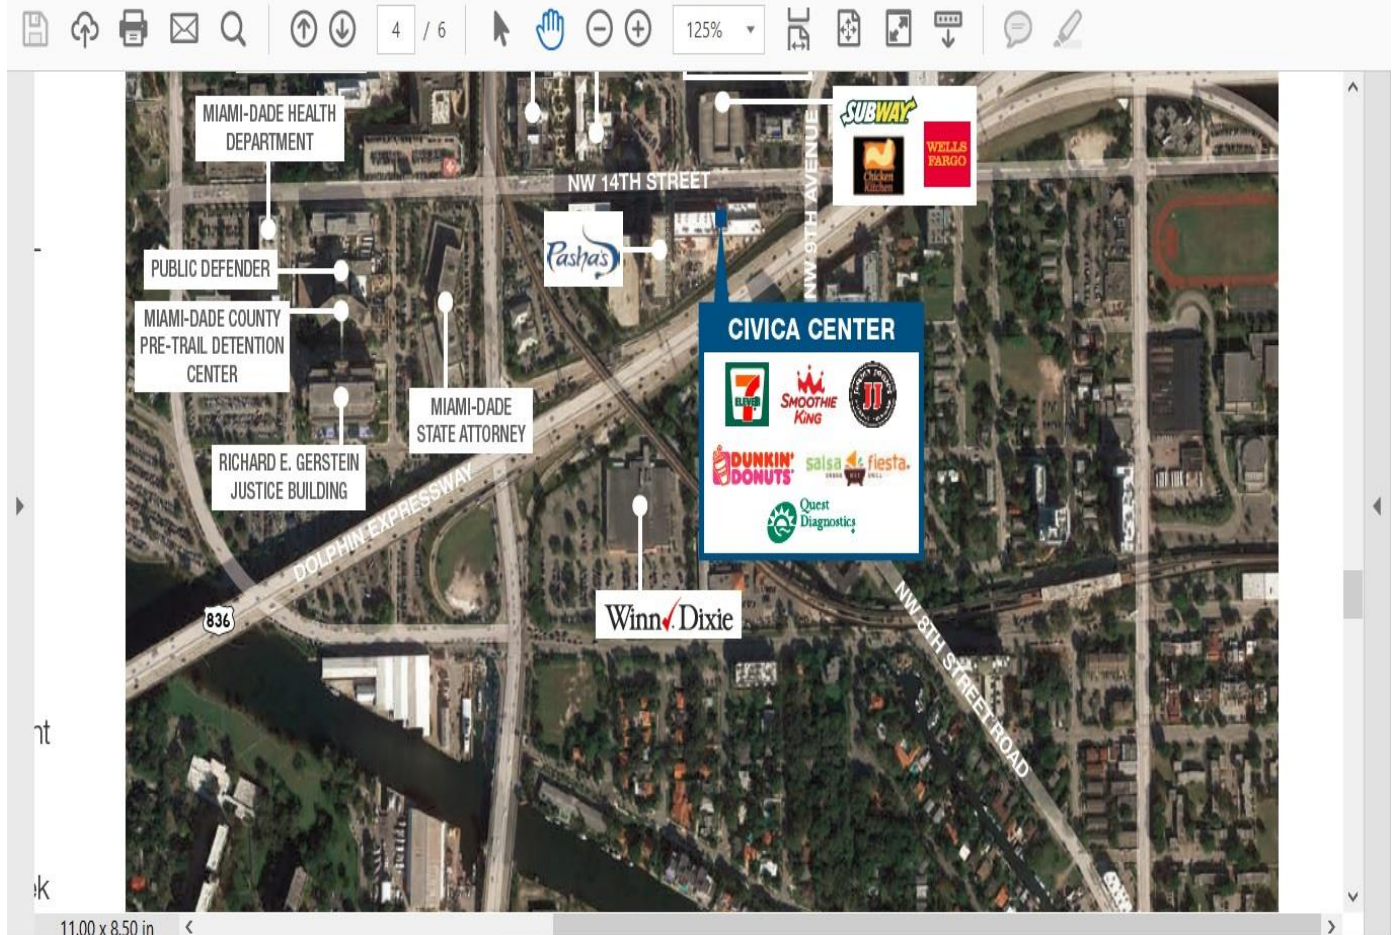 4 / 6
125%
MIAMI-DADE HEALTH
DEPARTMENT
NW 14TH STREET
NW 9TH AVENUE
SUBWAY
Chicken
Kitchen
WELLS
FARGO
Pasha's
PUBLIC DEFENDER
MIAMI-DADE COUNTY
PRE-TRAIL DETENTION
CENTER
MIAMI-DADE
STATE ATTORNEY
RICHARD E. GERSTEIN
JUSTICE BUILDING
CIVICA CENTER
7
ELEVEn
SMOOTHIE
KING
JJ
DUNKIN'
DONUTS
salsa fiesta.
GRILL
Quest
Diagnostics
DOLPHIN EXPRESSWAY
836
Winn Dixie
NW 8TH STREET ROAD
nt
ek
11.00 x 8.50 in